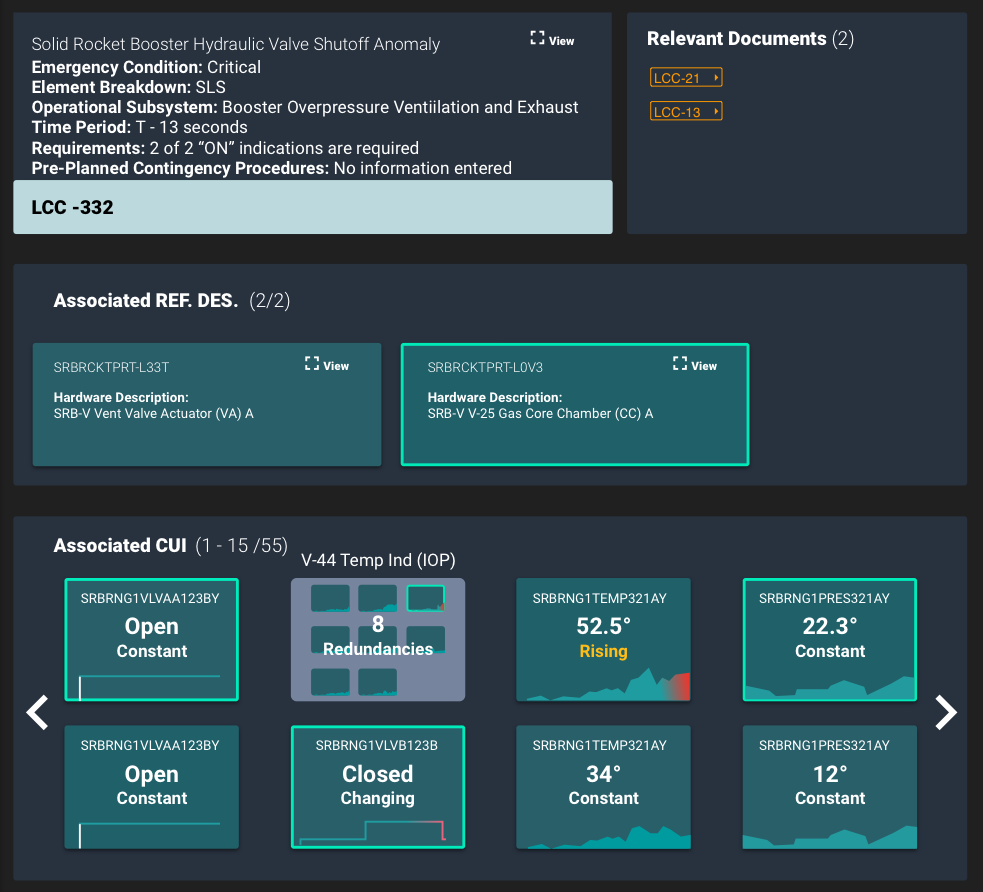 Solid Rocket Booster Hydraulic Valve Shutoff Anomaly
View
Emergency Condition: Critical
Element Breakdown: SLS
Operational Subsystem: Booster Overpressure Ventiilation and Exhaust
Time Period: T - 13 seconds
Requirements: 2 of 2 “ON” indications are required
Pre-Planned Contingency Procedures: No information entered
LCC -332
Relevant Documents (2)
LCC-21
LCC-13
Associated REF. DES. (2/2)
SRBRCKTPRT-L33T
View
Hardware Description:
SRB-V Vent Valve Actuator (VA) A
SRBRCKTPRT-L0V3
View
Hardware Description:
SRB-V V-25 Gas Core Chamber (CC) A
Associated CUI (1 - 15 /55)
V-44 Temp Ind (IOP)
SRBRNG1VLVAA123BY
Open
Constant
8
Redundancies
SRBRNG1TEMP321AY
52.5°
Rising
SRBRNG1PRES321AY
22.3°
Constant
SRBRNG1VLVAA123BY
Open
Constant
SRBRNG1VLVB123B
Closed
Changing
SRBRNG1TEMP321AY
34°
Constant
SRBRNG1PRES321AY
12°
Constant